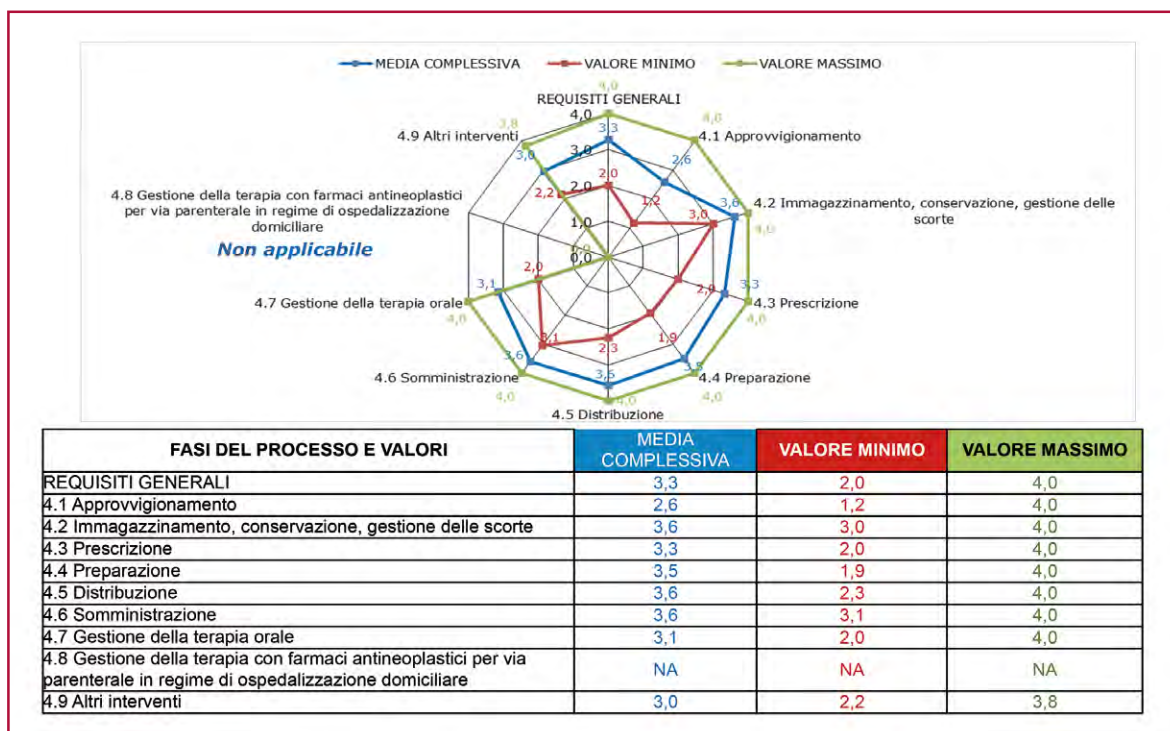 MEDIA COMPLESSIVA VALORE MINIMO VALORE MASSIMO
4,0
REQUISITI GENERALI
4,0
3,3
3,0
2,0
2,0
1,0
0,0
0,0
4.1 Approvvigionamento
4,0
2,6
1,2
4.2 Immagazzinamento, conservazione, gestione delle
scorte
3,6
3,0
4,0
4.3 Prescrizione
3,3
2,0
4,0
4.4 Preparazione
3,5
1,9
4,0
4.5 Distribuzione
3,6
2,3
4,0
4.6 Somministrazione
3,6
3,1
4,0
4.7 Gestione della terapia orale
3,1
2,0
4,0
4.8 Gestione della terapia con farmaci antineoplastici
per via parenterale in regime di ospedalizzazione
domiciliare
Non applicabile
4.9 Altri interventi
3,8
3,0
2,2
FASI DEL PROCESSO E VALORI MEDIA COMPLESSIVA VALORE MINIMO VALORE MASSIMO
REQUISITI GENERALI 3,3 2,0 4,0
4.1 Approvvigionamento 2,6 1,2 4,0
4.2 Immagazzinamento, conservazione, gestione delle scorte 3,6 3,0 4,0
4.3 Prescrizione 3,3 2,0 4,0
4.4 Preparazione 3,5 1,9 4,0
4.5 Distribuzione 3,6 2,3 4,0
4.6 Somministrazione 3,6 3,1 4,0
4.7 Gestione della terapia orale 3,1 2,0 4,0
4.8 Gestione della terapia con farmaci antineoplastici per via
parenterale in regime di ospedalizzazione domiciliare NA NA NA
4.9 Altri interventi 3,0 2,2 3,8